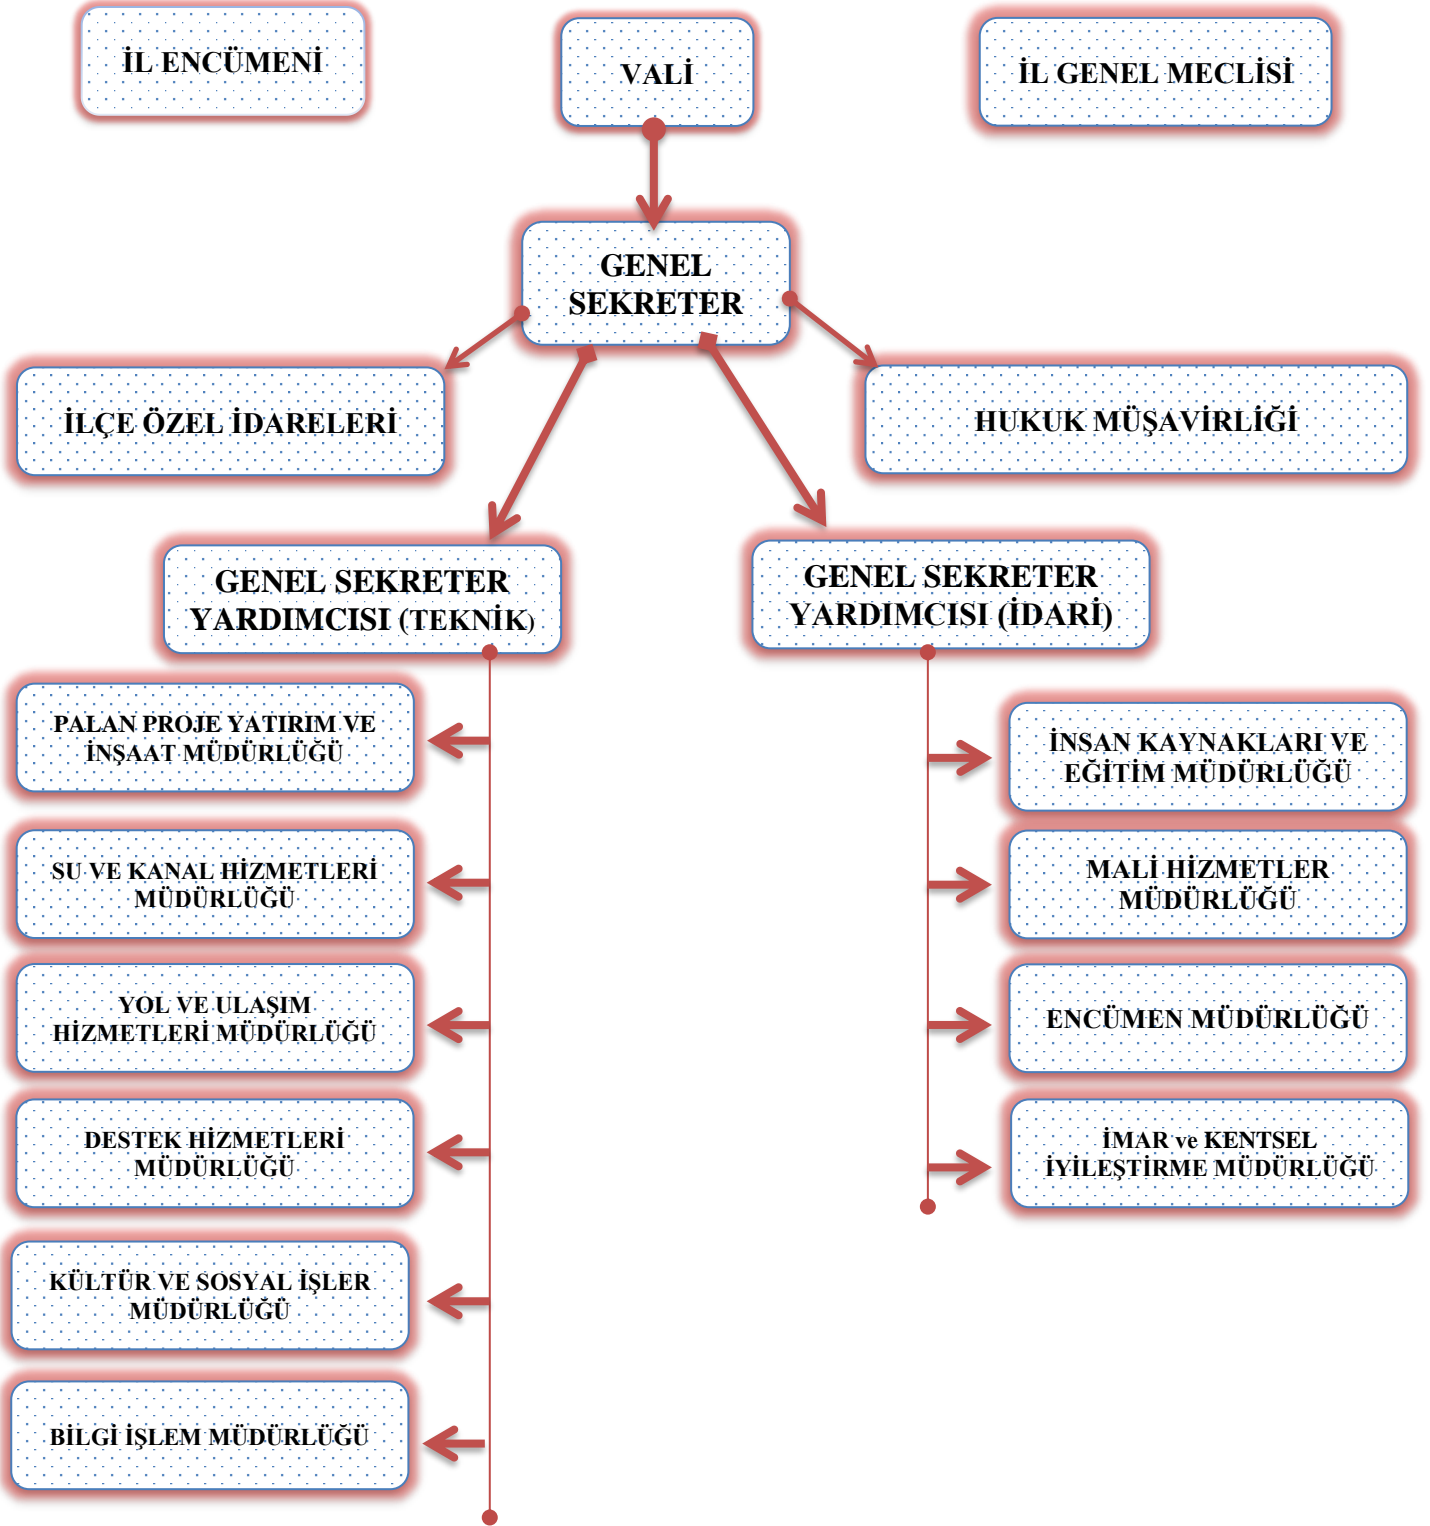 İL ENCÜMENİ
VALİ
İL GENEL MECLİSİ
GENEL
SEKRETER
İLÇE ÖZEL İDARELERİ
HUKUK MÜŞAVİRLİĞİ
GENEL SEKRETER
YARDIMCISI (TEKNİK)
GENEL SEKRETER
YARDIMCISI (İDARİ)
PALAN PROJE YATIRIM VE
İNŞAAT MÜDÜRLÜĞÜ
SU VE KANAL HİZMETLERİ
MÜDÜRLÜĞÜ
YOL VE ULAŞIM
HİZMETLERİ MÜDÜRLÜĞÜ
DESTEK HİZMETLERİ
MÜDÜRLÜĞÜ
KÜLTÜR VE SOSYAL İŞLER
MÜDÜRLÜĞÜ
BİLGİ İŞLEM MÜDÜRLÜĞÜ
İNSAN KAYNAKLARI VE
EĞİTİM MÜDÜRLÜĞÜ
MALİ HİZMETLER
MÜDÜRLÜĞÜ
ENCÜMEN MÜDÜRLÜĞÜ
İMAR ve KENTSEL
İYİLEŞTİRME MÜDÜRLÜĞÜ